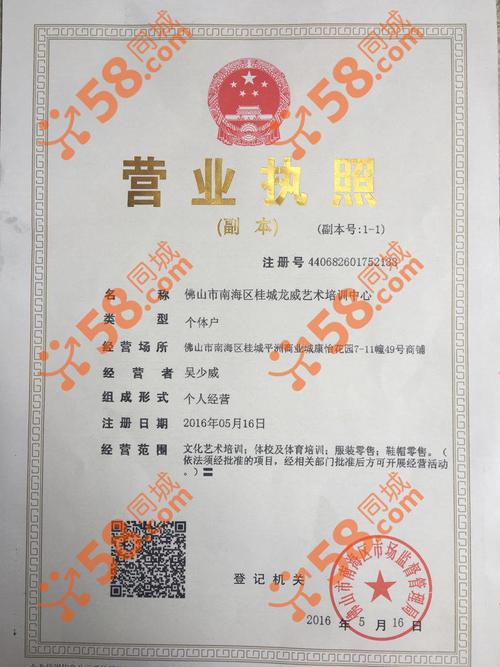 营业执照
(副本)
(副本号:1-1)
注册号 440682601752133
名称 佛山市南海区桂城龙威艺术培训中心
类型 个体户
经营场所 佛山市南海区桂城平洲商业城康怡花园7-11幢49号商铺
经营者 吴少威
组成形式 个人经营
注册日期 2016年05月16日
经营范围 文化艺术培训；体校及体育培训；服装零售；鞋帽零售。（
依法须经批准的项目，经相关部门批准后方可开展经营活动
。）〓
登记机关
佛山市南海区市场监督管理局
2016 年 5 月 16 日
58同城
58.com